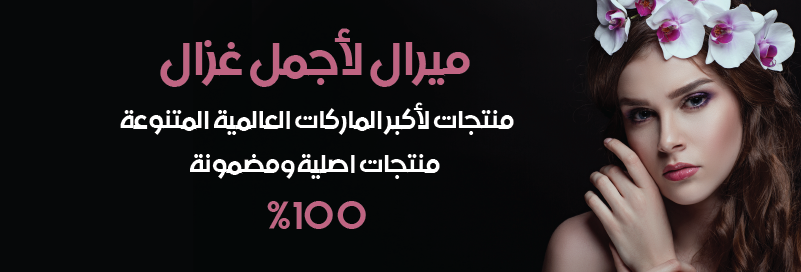 ميرال لأجمل غزال
منتجات لأكبر الماركات العالمية المتنوعة
منتجات اصلية ومضمونة
%100